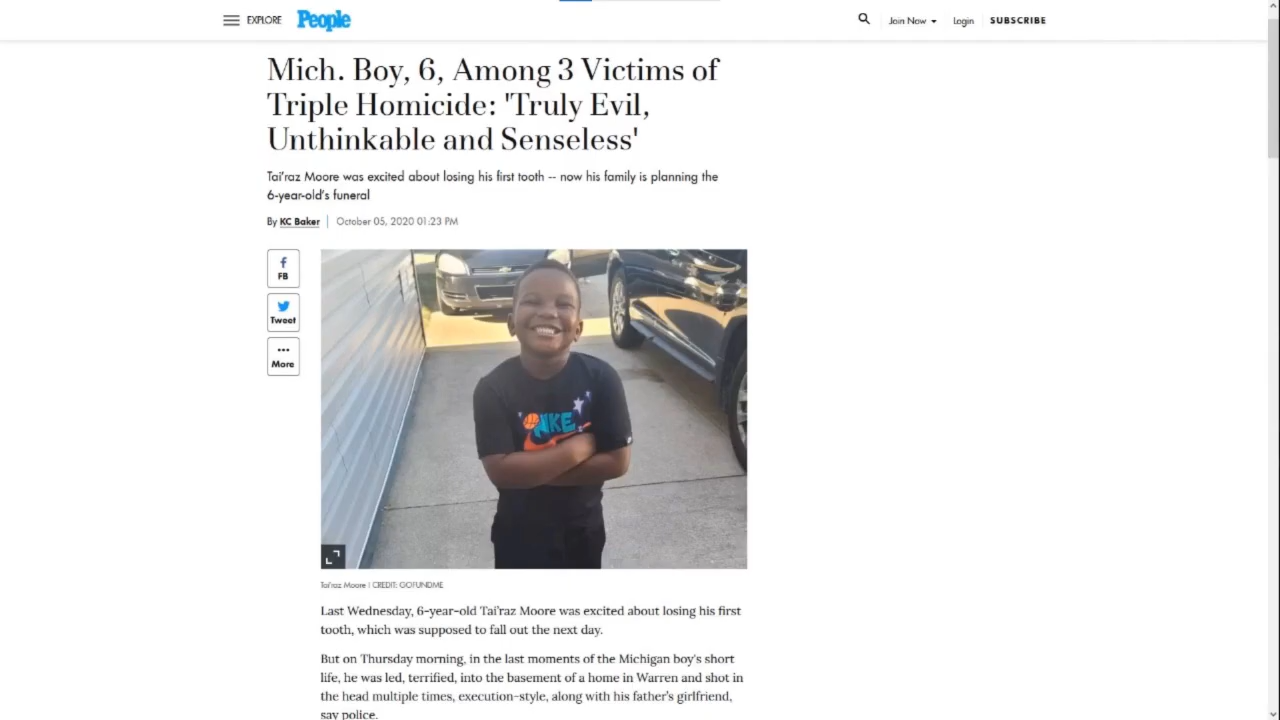 EXPLORE People Join Now Login SUBSCRIBE
Mich. Boy, 6, Among 3 Victims of
Triple Homicide: 'Truly Evil,
Unthinkable and Senseless'
Tai'raz Moore was excited about losing his first tooth -- now his family is planning the
6-year-old's funeral
By KC Baker | October 05, 2020 01:23 PM
FB
Tweet
More
NIKE
Tai'raz Moore | CREDIT: GOFUNDME
Last Wednesday, 6-year-old Tai'raz Moore was excited about losing his first
tooth, which was supposed to fall out the next day.
But on Thursday morning, in the last moments of the Michigan boy's short
life, he was led, terrified, into the basement of a home in Warren and shot in
the head multiple times, execution-style, along with his father's girlfriend,
say police.